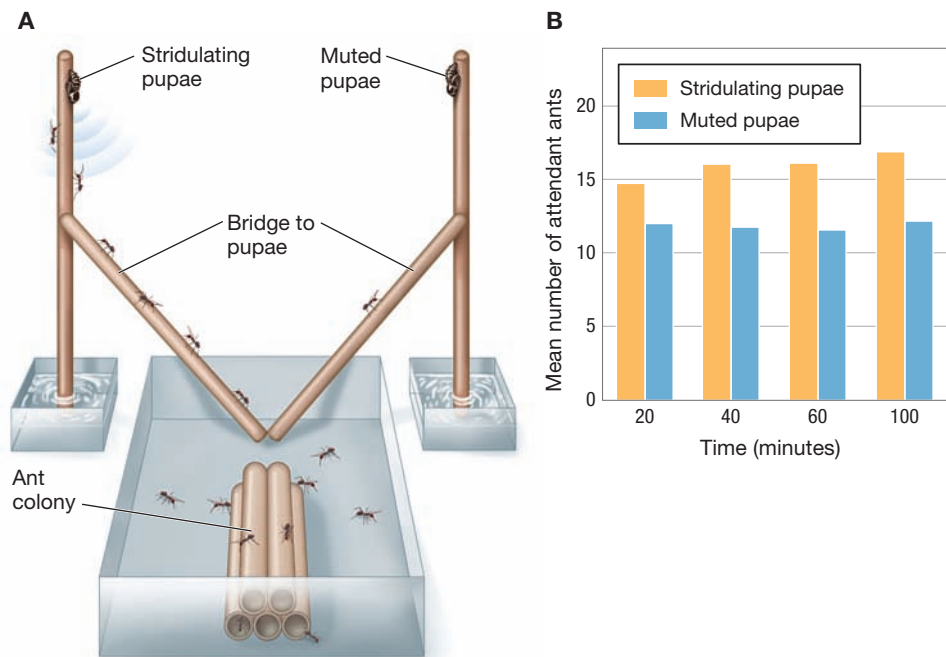 A
Stridulating
pupae
Muted
pupae
Bridge to
pupae
Ant
colony
B
Mean number of attendant ants
20
15
10
5
0
Stridulating pupae
Muted pupae
20 40 60 100
Time (minutes)